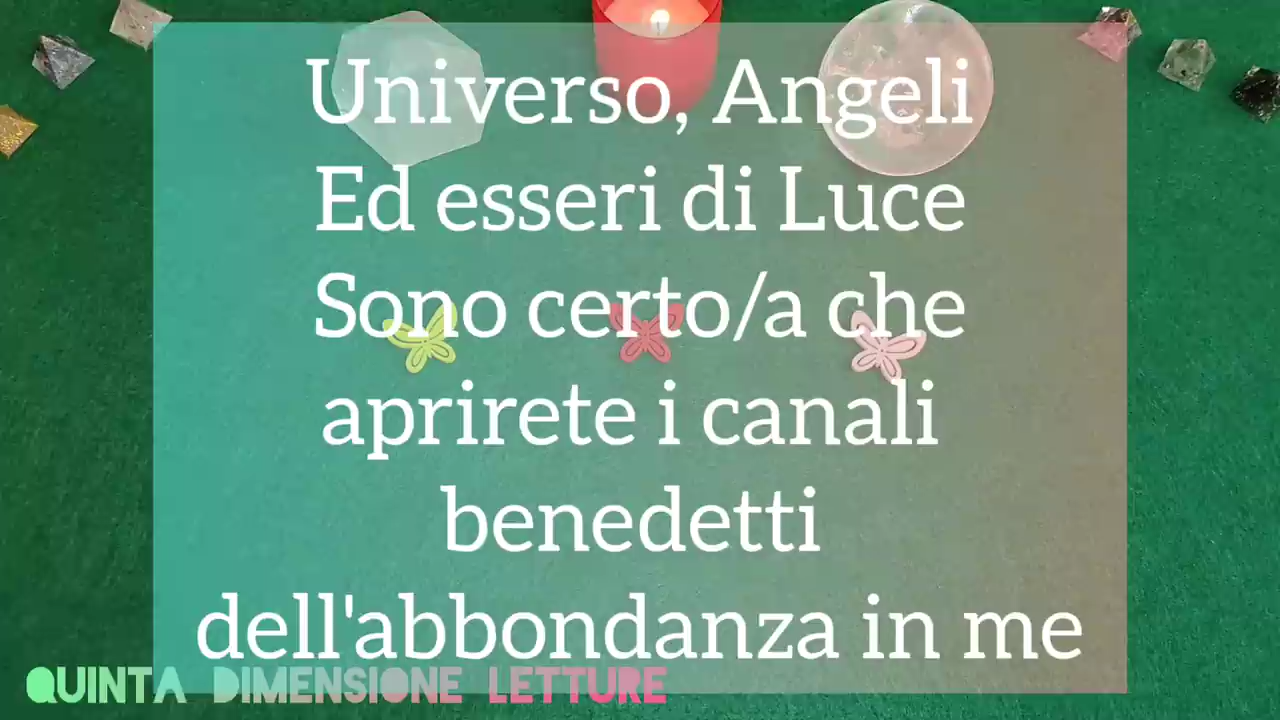 Universo, Angeli
Ed esseri di Luce
Sono certo/a che
aprirete i canali
benedetti
dell'abbondanza in me
QUINTA DIMENSIONE LETTURE